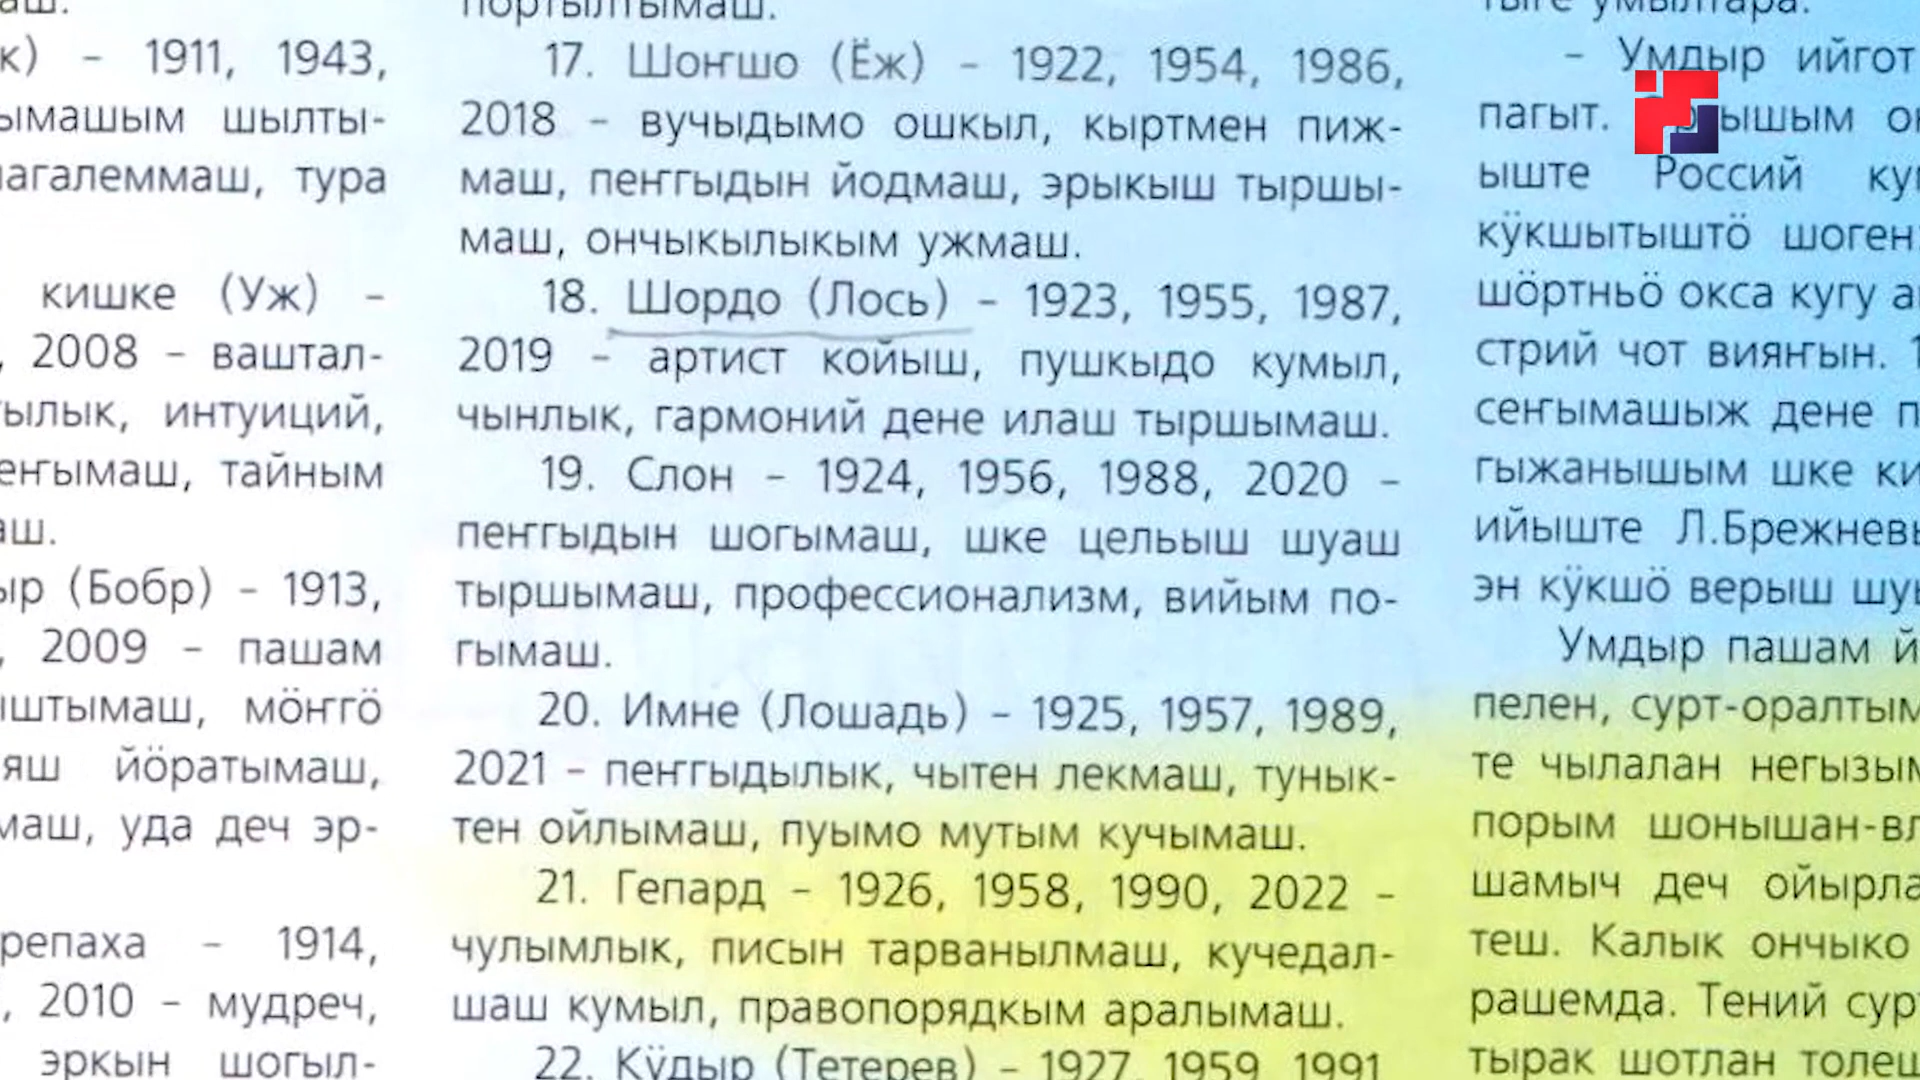 к) – 1911, 1943,
ымашым шылты-
лагалеммаш, тура
кишке (Уж) –
, 2008 – ваштал-
ылык, интуиций,
еҥымаш, тайным
аш.
ыр (Бобр) – 1913,
, 2009 – пашам
ыштымаш, мӧҥгӧ
яш йӧратымаш,
маш, уда деч эр-
репаха – 1914,
, 2010 – мудреч,
эркын шогыл-
портылтымаш.
17. Шоҥшо (Ёж) – 1922, 1954, 1986,
2018 – вучыдымо ошкыл, кыртмен пиж-
маш, пеҥгыдын йодмаш, эрыкыш тыршы-
маш, ончыкылыкым ужмаш.
18. Шордо (Лось) – 1923, 1955, 1987,
2019 – артист койыш, пушкыдо кумыл,
чынлык, гармоний дене илаш тыршымаш.
19. Слон – 1924, 1956, 1988, 2020 –
пеҥгыдын шогымаш, шке цельыш шуаш
тыршымаш, профессионализм, вийым по-
гымаш.
20. Имне (Лошадь) – 1925, 1957, 1989,
2021 – пеҥгыдылык, чытен лекмаш, тунык-
тен ойлымаш, пуымо мутым кучымаш.
21. Гепард – 1926, 1958, 1990, 2022 –
чулымлык, писын тарванылмаш, кучедал-
шаш кумыл, правопорядкым аралымаш.
22. Кӱдыр (Тетерев) – 1927, 1959, 1991
тыге умылтара.
– Умдыр ийгот
пагыт.
ыште Россий
кӱкшытыштӧ шоген
шӧртньӧ окса кугу
стрий чот вияҥын.
сеҥымашыж дене
гыжанышым шке
ийыште Л.Брежневы
эн кӱкшӧ верыш
Умдыр пашам
пелен, сурт-оралтым
те чылалан негызым
порым шонышан-вл
шамыч деч ойырла
теш. Калык ончыко
рашемда. Тений
тырак шотлан